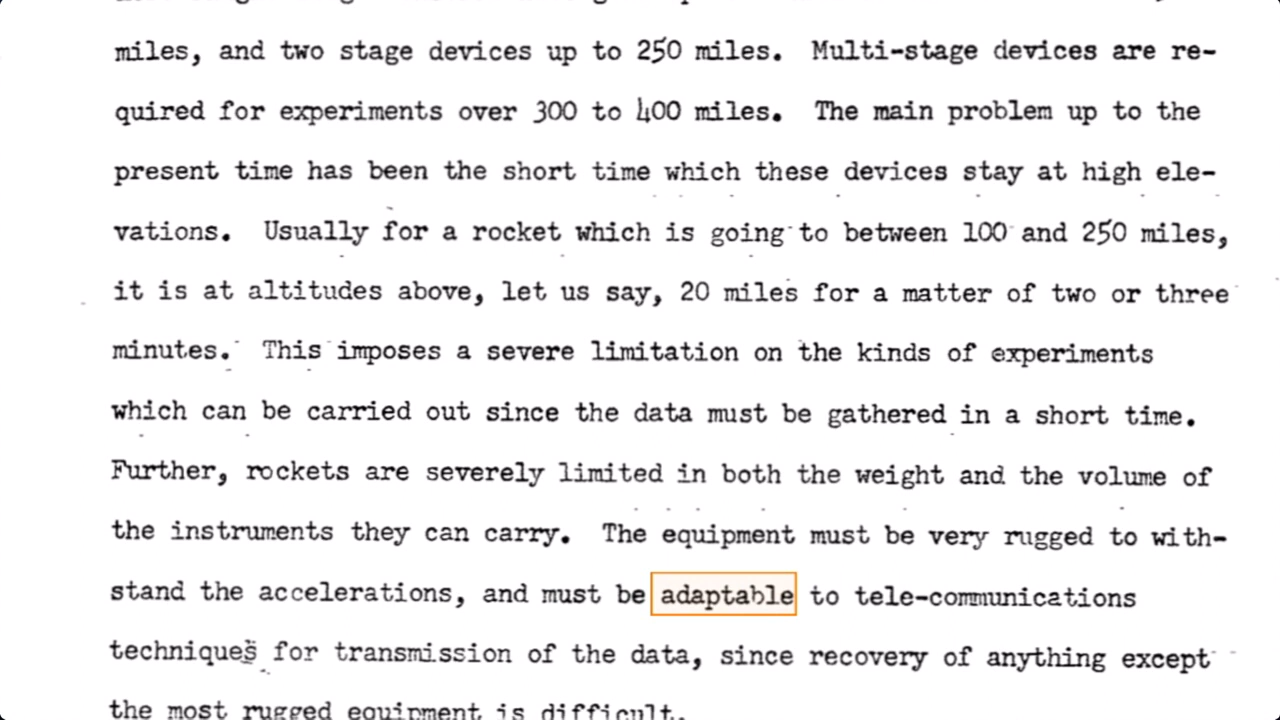 miles, and two stage devices up to 250 miles. Multi-stage devices are re-
quired for experiments over 300 to 400 miles. The main problem up to the
present time has been the short time which these devices stay at high ele-
vations. Usually for a rocket which is going to between 100 and 250 miles,
it is at altitudes above, let us say, 20 miles for a matter of two or three
minutes. This imposes a severe limitation on the kinds of experiments
which can be carried out since the data must be gathered in a short time.
Further, rockets are severely limited in both the weight and the volume of
the instruments they can carry. The equipment must be very rugged to with-
stand the accelerations, and must be adaptable to tele-communications
techniques for transmission of the data, since recovery of anything except
the most rugged equipment is difficult.